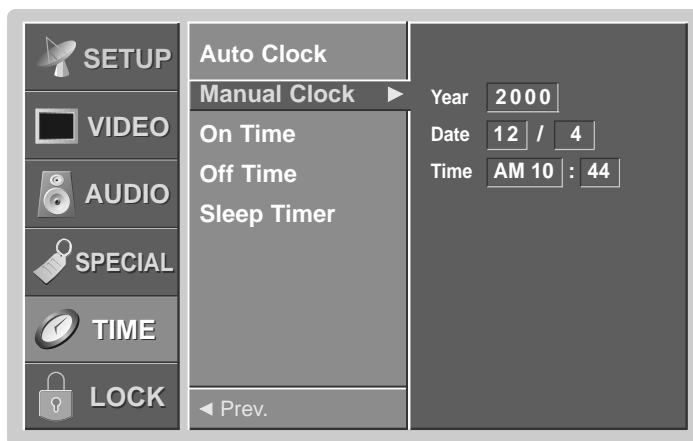 SETUP
VIDEO
AUDIO
SPECIAL
TIME
LOCK
Auto Clock
Manual Clock ►
On Time
Off Time
Sleep Timer
◄ Prev.
Year 2000
Date 12 / 4
Time AM 10 : 44